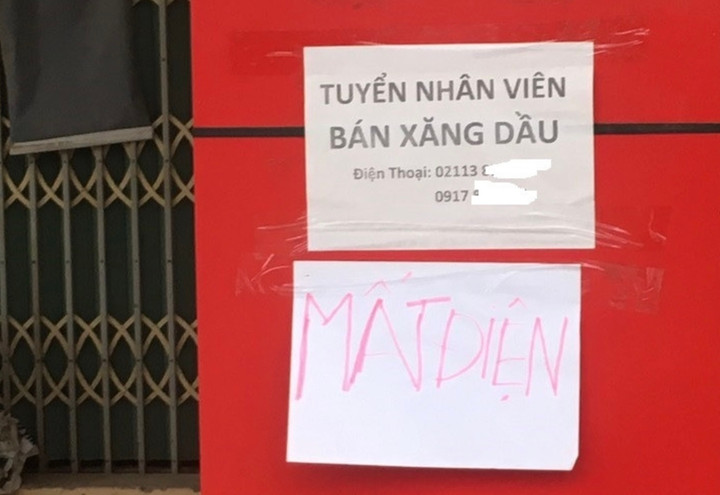 TUYỂN NHÂN VIÊN
BÁN XĂNG DẦU
Điện Thoại: 02113
0917
MẤT ĐIỆN